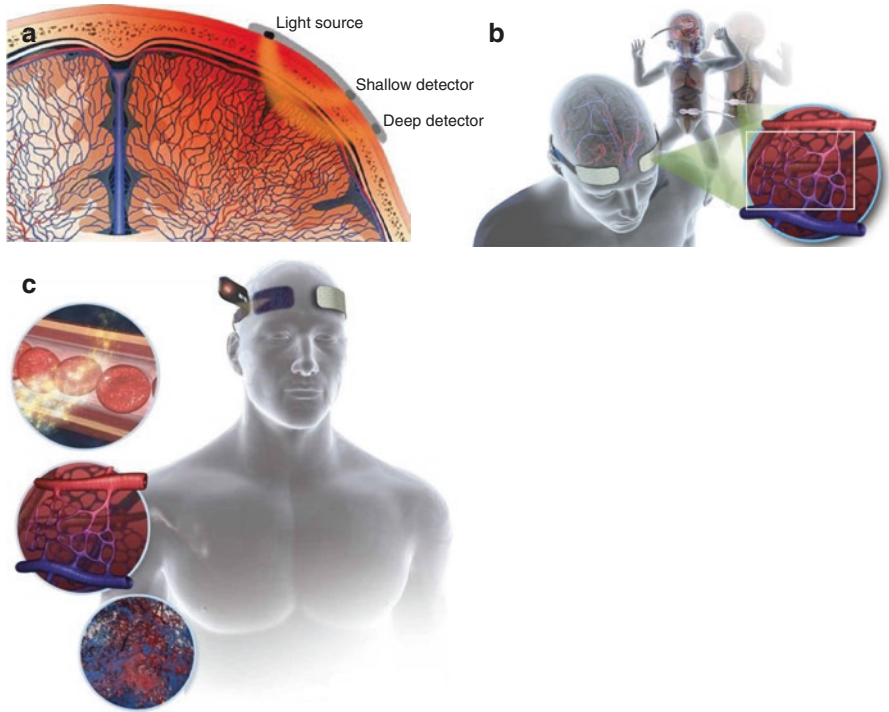 a
Light source
Shallow detector
Deep detector
b
c